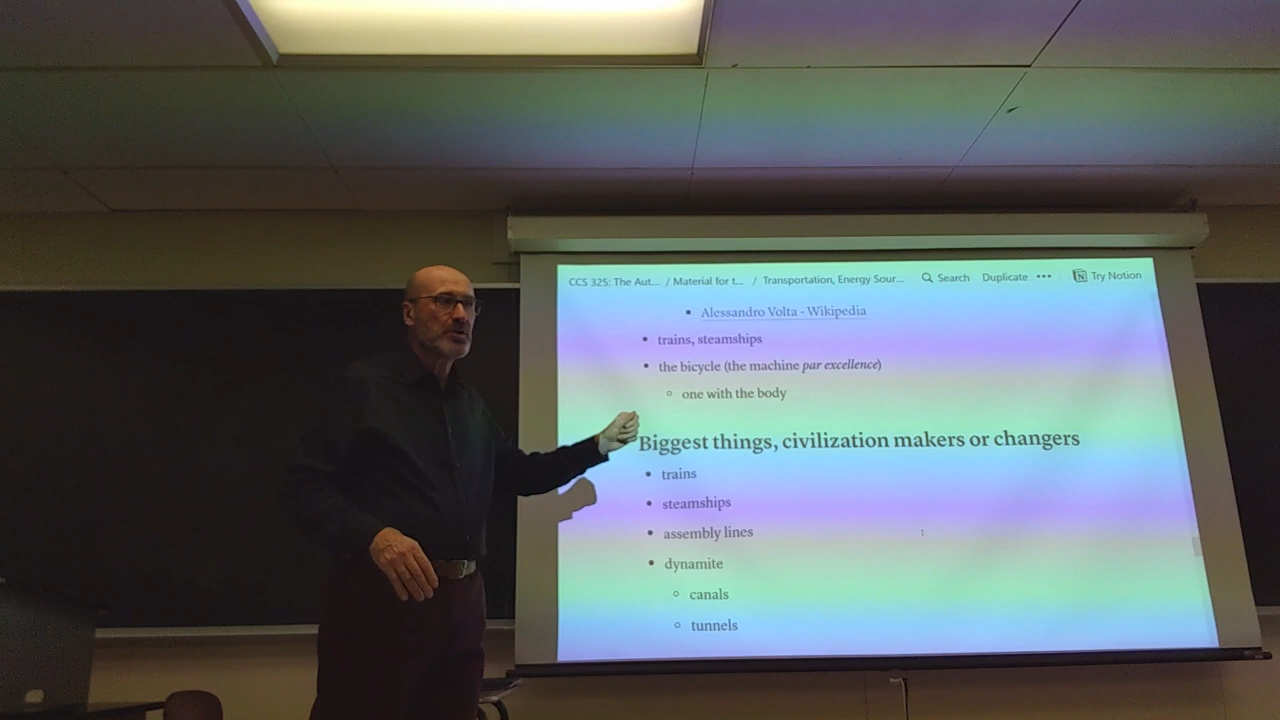 CCS 325: The Aut... / Material for t... / Transportation, Energy Sour... Search Duplicate ••• Try Notion
▪ Alessandro Volta - Wikipedia
• trains, steamships
• the bicycle (the machine par excellence)
◦ one with the body
Biggest things, civilization makers or changers
• trains
• steamships
• assembly lines
• dynamite
◦ canals
◦ tunnels